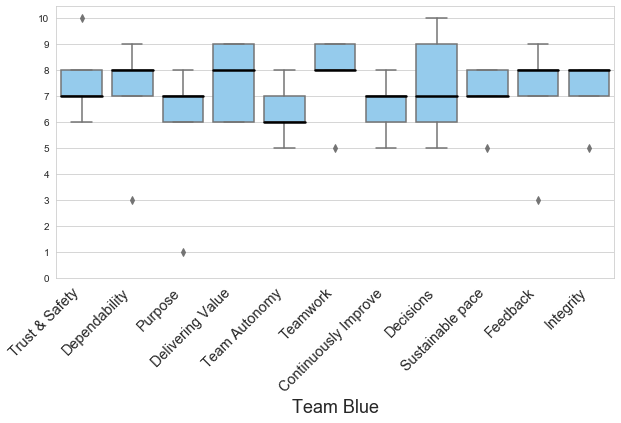 10
9
8
7
6
5
4
3
2
1
0
Trust & Safety
Dependability
Purpose
Delivering Value
Team Autonomy
Teamwork
Continuously Improve
Decisions
Sustainable pace
Feedback
Integrity
Team Blue